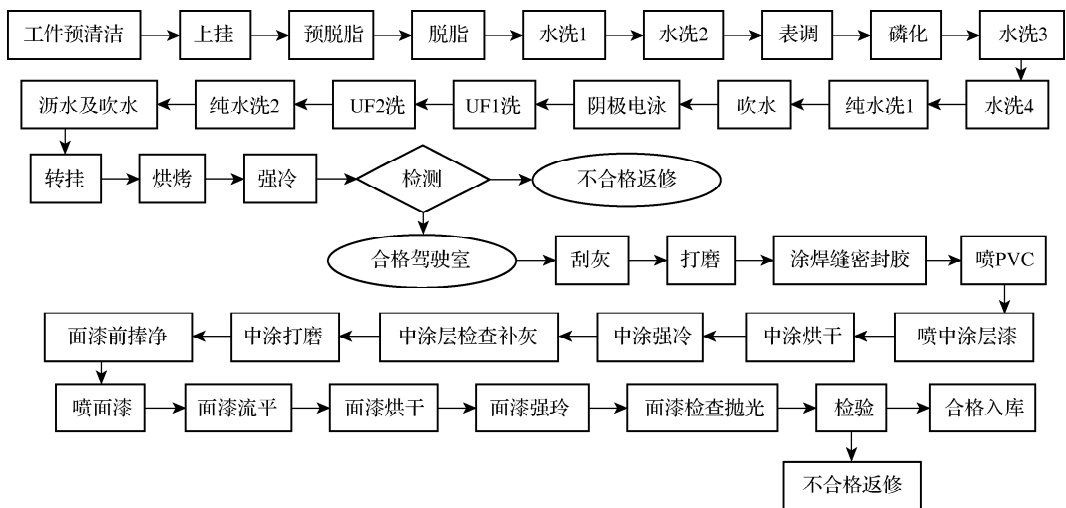 工件预清洁
上挂
预脱脂
脱脂
水洗1
水洗2
表调
磷化
水洗3
水洗4
纯水洗1
吹水
阴极电泳
UF1洗
UF2洗
纯水洗2
沥水及吹水
转挂
烘烤
强冷
检测
不合格返修
合格驾驶室
刮灰
打磨
涂焊缝密封胶
喷PVC
喷中涂层漆
中涂烘干
中涂强冷
中涂层检查补灰
中涂打磨
面漆前捧净
喷面漆
面漆流平
面漆烘干
面漆强玲
面漆检查抛光
检验
合格入库
不合格返修